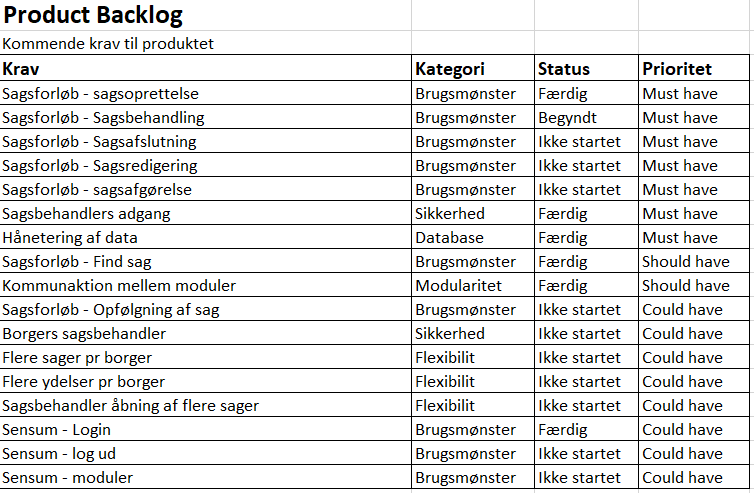 Product Backlog
Kommende krav til produktet
Krav Kategori Status Prioritet
Sagsforløb - sagsoprettelse Brugsmønster Færdig Must have
Sagsforløb - Sagsbehandling Brugsmønster Begyndt Must have
Sagsforløb - Sagsafslutning Brugsmønster Ikke startet Must have
Sagsforløb - Sagsredigering Brugsmønster Ikke startet Must have
Sagsforløb - sagsafgørelse Brugsmønster Ikke startet Must have
Sagsbehandlers adgang Sikkerhed Færdig Must have
Hånetering af data Database Færdig Must have
Sagsforløb - Find sag Brugsmønster Færdig Should have
Kommunaktion mellem moduler Modularitet Færdig Should have
Sagsforløb - Opfølgning af sag Brugsmønster Ikke startet Could have
Borgers sagsbehandler Sikkerhed Ikke startet Could have
Flere sager pr borger Flexibilit Ikke startet Could have
Flere ydelser pr borger Flexibilit Ikke startet Could have
Sagsbehandler åbning af flere sager Flexibilit Ikke startet Could have
Sensum - Login Brugsmønster Færdig Could have
Sensum - log ud Brugsmønster Ikke startet Could have
Sensum - moduler Brugsmønster Ikke startet Could have